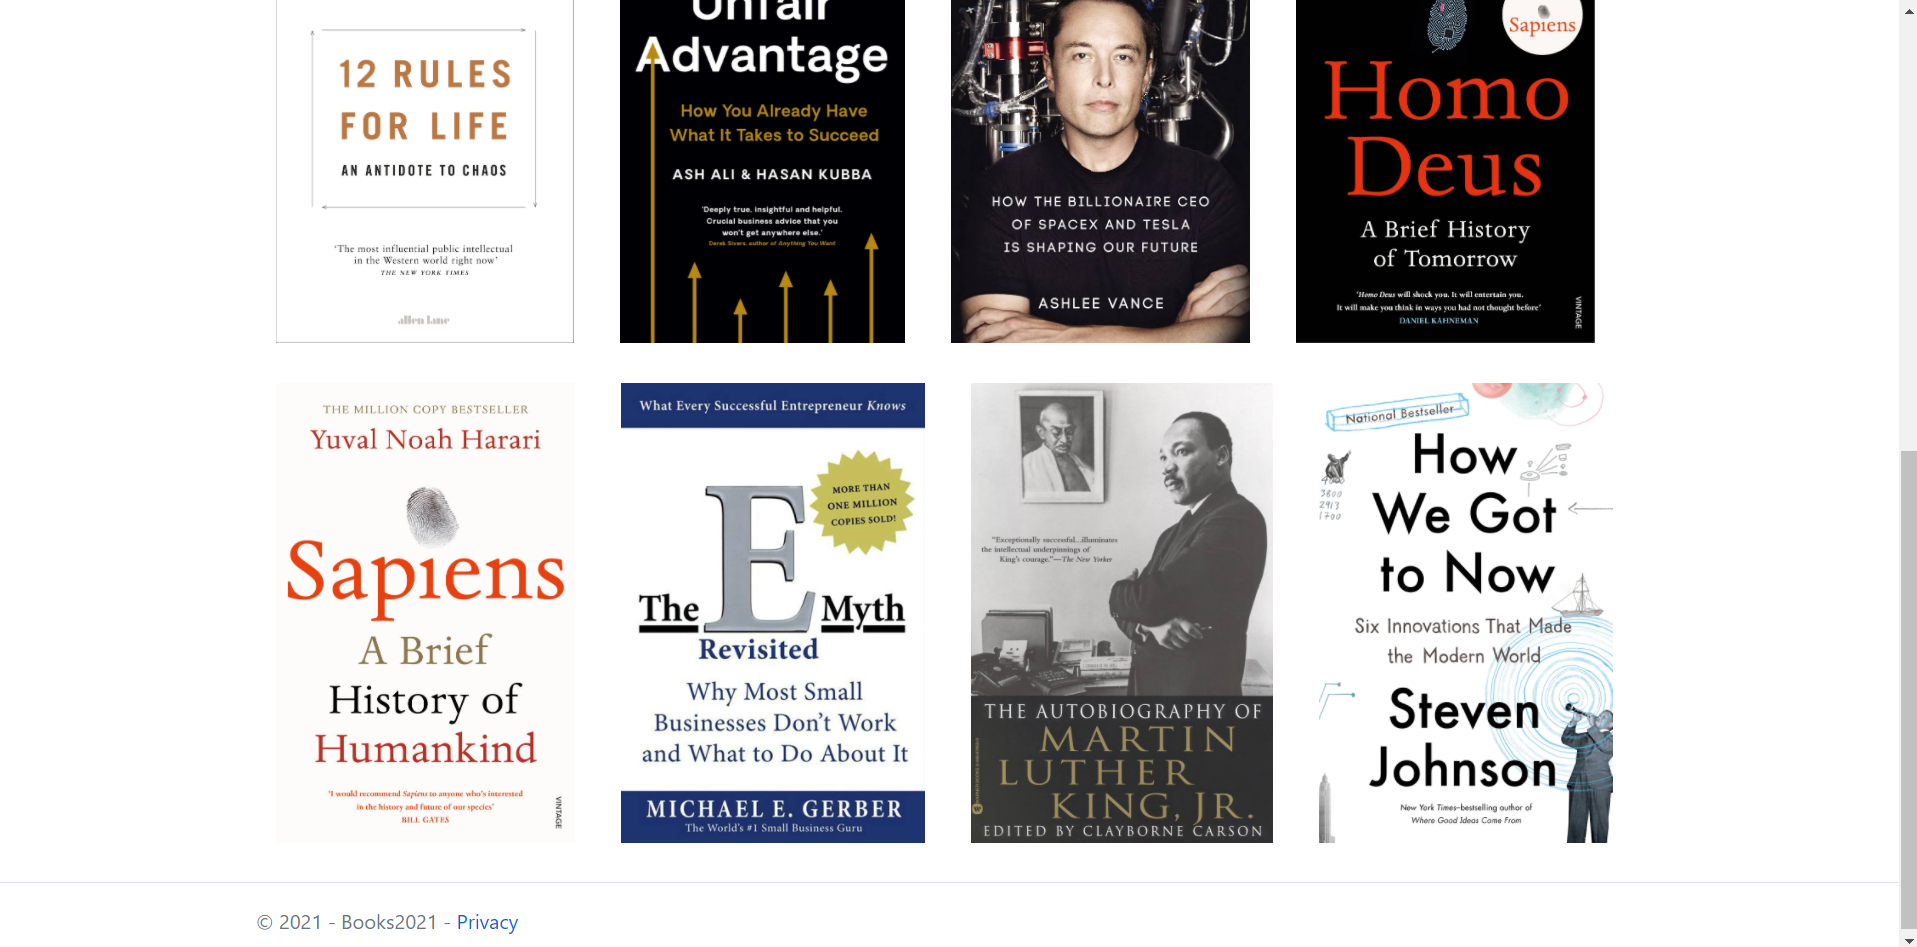 12 RULES
FOR LIFE
AN ANTIDOTE TO CHAOS
‘The most influential public intellectual
in the Western world right now’
THE NEW YORK TIMES
allen lane
Unfair
Advantage
How You Already Have
What It Takes to Succeed
ASH ALI & HASAN KUBBA
‘Deeply true, insightful and helpful.
Crucial business advice that you
won’t get anywhere else.’
Derek Sivers, author of Anything You Want
HOW THE BILLIONAIRE CEO
OF SPACEX AND TESLA
IS SHAPING OUR FUTURE
ASHLEE VANCE
Sapiens
Homo
Deus
A Brief History
of Tomorrow
‘Homo Deus will shock you. It will entertain you.
It will make you think in ways you had not thought before’
DANIEL KAHNEMAN
VINTAGE
THE MILLION COPY BESTSELLER
Yuval Noah Harari
Sapiens
A Brief
History of
Humankind
‘I would recommend Sapiens to anyone who’s interested
in the history and future of our species’
BILL GATES
VINTAGE
What Every Successful Entrepreneur Knows
MORE THAN
ONE MILLION
COPIES SOLD!
The E Myth
Revisited
Why Most Small
Businesses Don’t Work
and What to Do About It
MICHAEL E. GERBER
The World’s #1 Small Business Guru
"Exceptionally successful...illuminates
the intellectual underpinnings of
King's courage."—The New Yorker
THE AUTOBIOGRAPHY OF
MARTIN
LUTHER
KING, JR.
EDITED BY CLAYBORNE CARSON
National Bestseller
How
We Got
to Now
3800
2913
1700
Six Innovations That Made
the Modern World
Steven
Johnson
New York Times–bestselling author of
Where Good Ideas Come From
© 2021 - Books2021 - Privacy